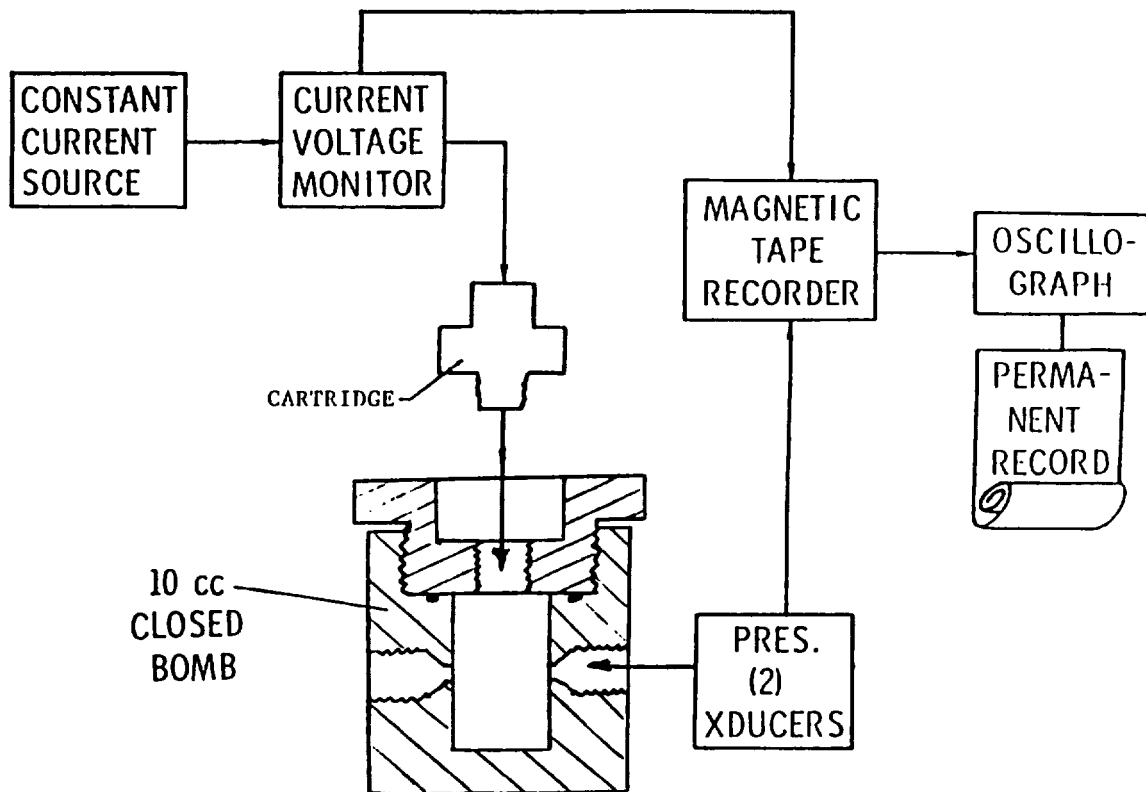 CONSTANT
CURRENT
SOURCE
CURRENT
VOLTAGE
MONITOR
MAGNETIC
TAPE
RECORDER
OSCILLO-
GRAPH
PERMA-
NENT
RECORD
CARTRIDGE
10 cc
CLOSED
BOMB
PRES.
(2)
XDUCERS